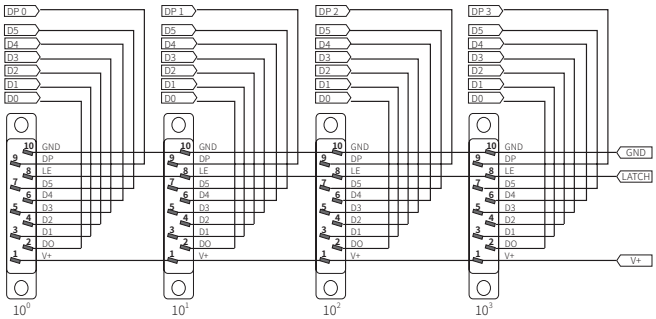 DP 0 DP 1 DP 2 DP 3
D5 D5 D5 D5
D4 D4 D4 D4
D3 D3 D3 D3
D2 D2 D2 D2
D1 D1 D1 D1
D0 D0 D0 D0
10 GND 10 GND 10 GND 10 GND GND
9 DP 9 DP 9 DP 9 DP
8 LE 8 LE 8 LE 8 LE LATCH
7 D5 7 D5 7 D5 7 D5
6 D4 6 D4 6 D4 6 D4
5 D3 5 D3 5 D3 5 D3
4 D2 4 D2 4 D2 4 D2
3 D1 3 D1 3 D1 3 D1
2 DO 2 DO 2 DO 2 DO
1 V+ 1 V+ 1 V+ 1 V+ V+
10⁰ 10¹ 10² 10³